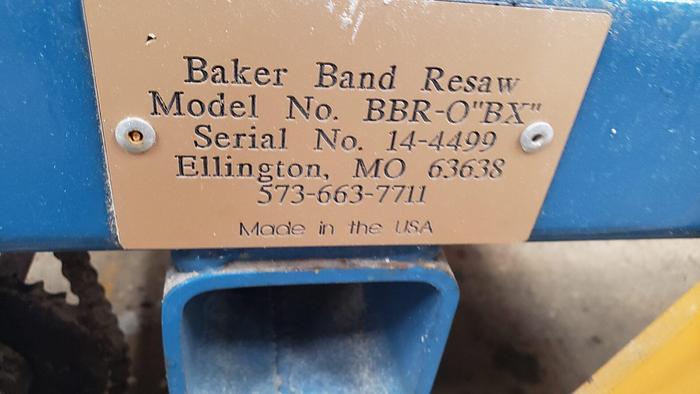 Baker Band Resaw
Model No. BBR-O"BX"
Serial No. 14-4499
Ellington, MO 63638
573-663-7711
Made in the USA